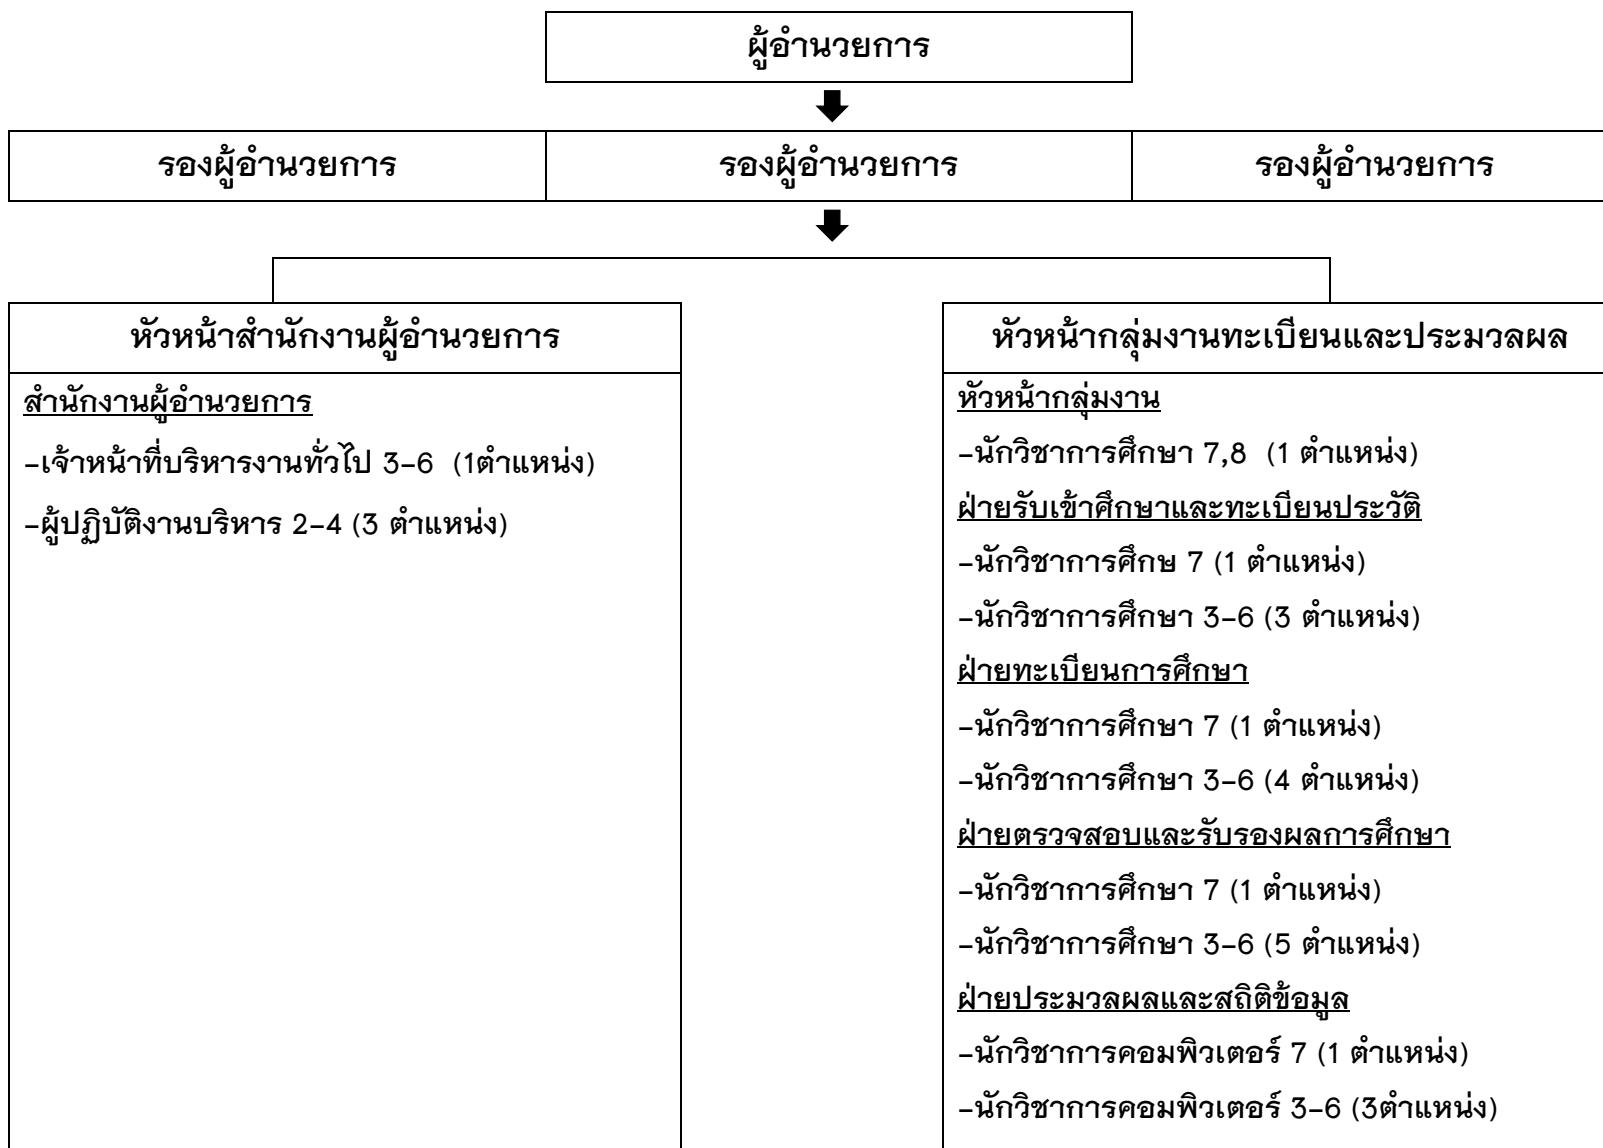 ผู้อำนวยการ
รองผู้อำนวยการ
รองผู้อำนวยการ
รองผู้อำนวยการ
หัวหน้าสำนักงานผู้อำนวยการ
สำนักงานผู้อำนวยการ
-เจ้าหน้าที่บริหารงานทั่วไป 3-6 (1ตำแหน่ง)
-ผู้ปฏิบัติงานบริหาร 2-4 (3 ตำแหน่ง)
หัวหน้ากลุ่มงานทะเบียนและประมวลผล
หัวหน้ากลุ่มงาน
-นักวิชาการศึกษา 7,8 (1 ตำแหน่ง)
ฝ่ายรับเข้าศึกษาและทะเบียนประวัติ
-นักวิชาการศึกษ 7 (1 ตำแหน่ง)
-นักวิชาการศึกษา 3-6 (3 ตำแหน่ง)
ฝ่ายทะเบียนการศึกษา
-นักวิชาการศึกษา 7 (1 ตำแหน่ง)
-นักวิชาการศึกษา 3-6 (4 ตำแหน่ง)
ฝ่ายตรวจสอบและรับรองผลการศึกษา
-นักวิชาการศึกษา 7 (1 ตำแหน่ง)
-นักวิชาการศึกษา 3-6 (5 ตำแหน่ง)
ฝ่ายประมวลผลและสถิติข้อมูล
-นักวิชาการคอมพิวเตอร์ 7 (1 ตำแหน่ง)
-นักวิชาการคอมพิวเตอร์ 3-6 (3ตำแหน่ง)